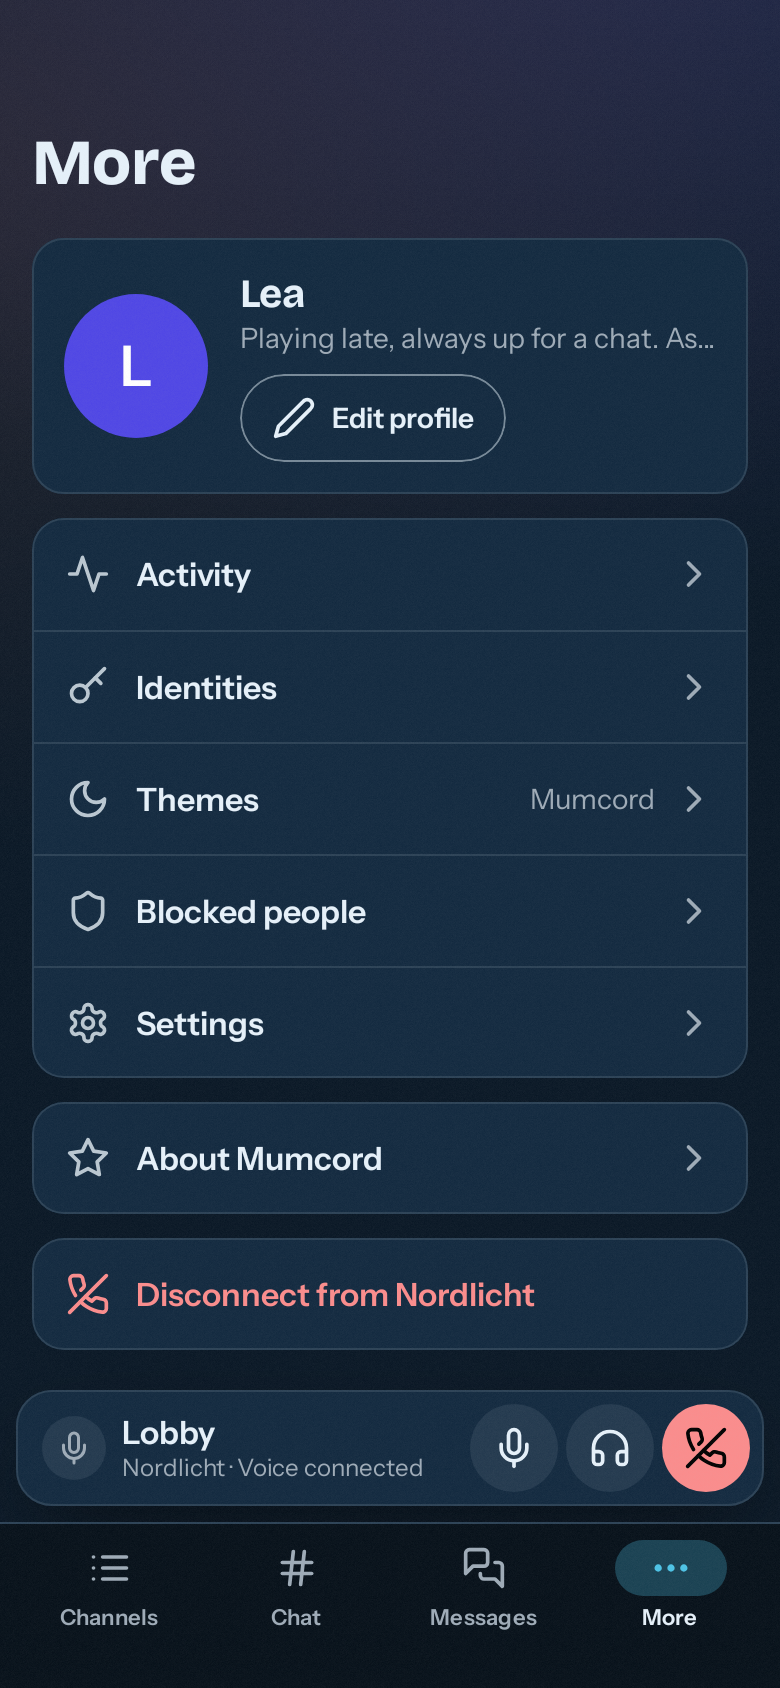 More
L
Lea
Playing late, always up for a chat. As...
Edit profile
Activity
Identities
Themes
Mumcord
Blocked people
Settings
About Mumcord
Disconnect from Nordlicht
Lobby
Nordlicht · Voice connected
Channels
Chat
Messages
More